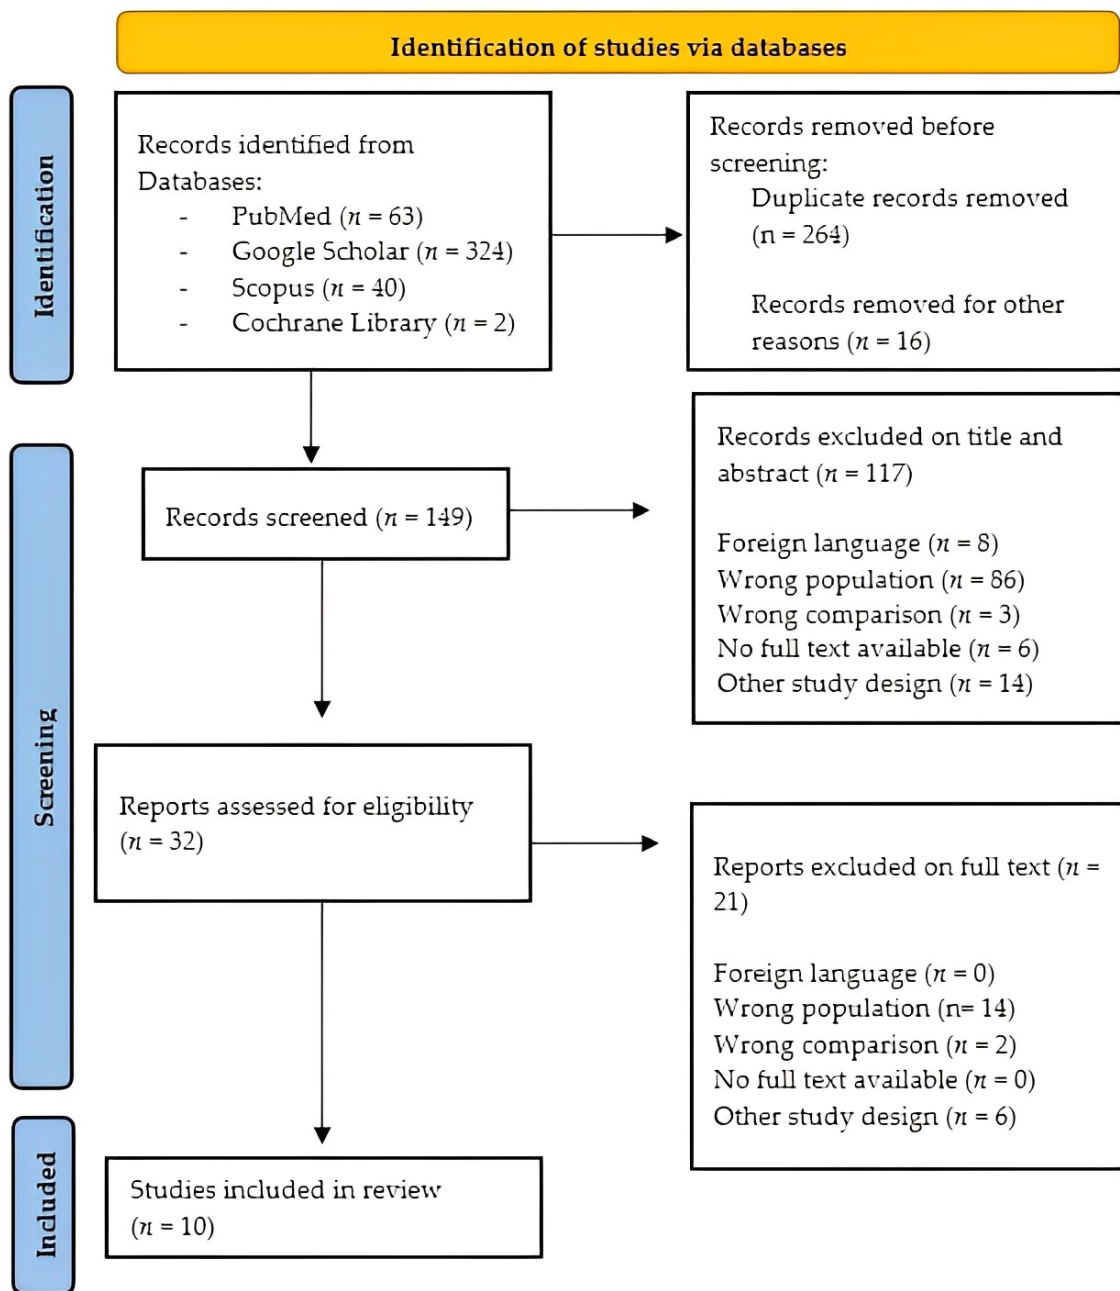 Identification of studies via databases
Identification
Records identified from
Databases:
- PubMed (n = 63)
- Google Scholar (n = 324)
- Scopus (n = 40)
- Cochrane Library (n = 2)
Records removed before
screening:
Duplicate records removed
(n = 264)
Records removed for other
reasons (n = 16)
Screening
Records screened (n = 149)
Records excluded on title and
abstract (n = 117)
Foreign language (n = 8)
Wrong population (n = 86)
Wrong comparison (n = 3)
No full text available (n = 6)
Other study design (n = 14)
Reports assessed for eligibility
(n = 32)
Reports excluded on full text (n =
21)
Foreign language (n = 0)
Wrong population (n= 14)
Wrong comparison (n = 2)
No full text available (n = 0)
Other study design (n = 6)
Included
Studies included in review
(n = 10)